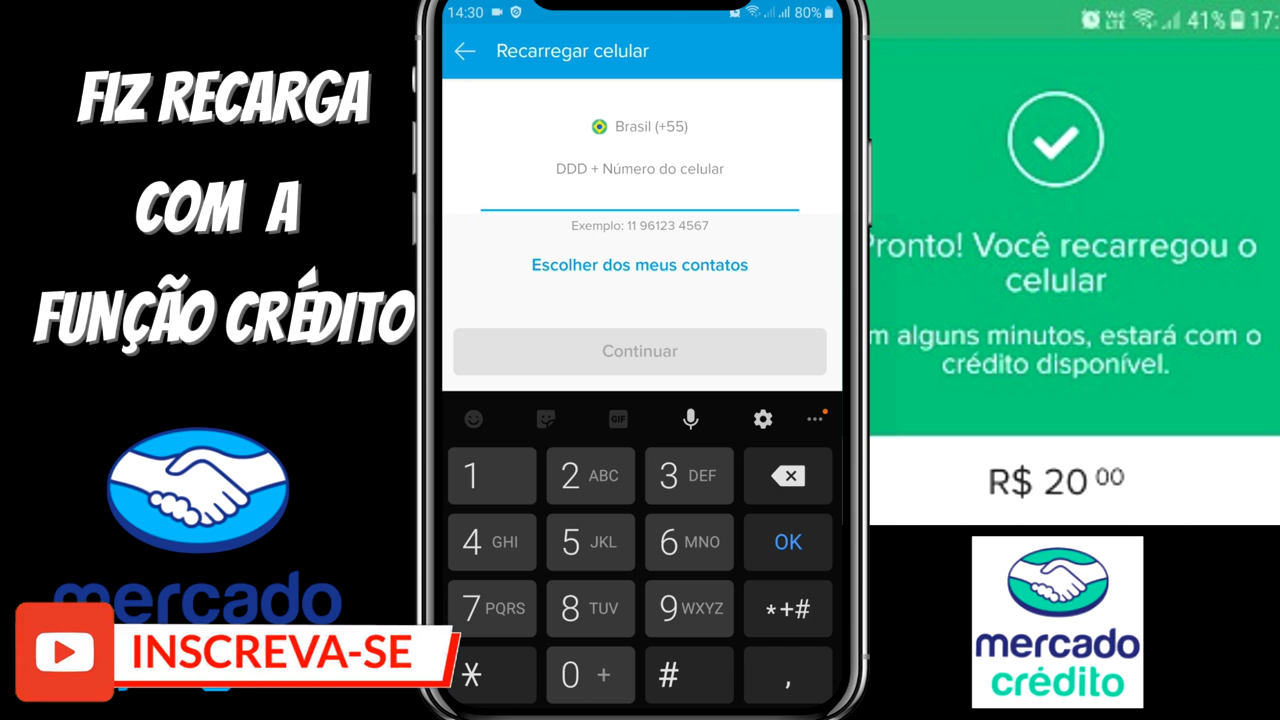 FIZ RECARGA
COM A
FUNÇÃO CRÉDITO
mercado
INSCREVA-SE
14:30
80%
Recarregar celular
Brasil (+55)
DDD + Número do celular
Exemplo: 11 96123 4567
Escolher dos meus contatos
Continuar
GIF
1
2 ABC
3 DEF
4 GHI
5 JKL
6 MNO
OK
7 PQRS
8 TUV
9 WXYZ
*+#
*
0 +
#
,
41% 17:
Pronto! Você recarregou o
celular
m alguns minutos, estará com o
crédito disponível.
R$ 20 00
mercado
crédito